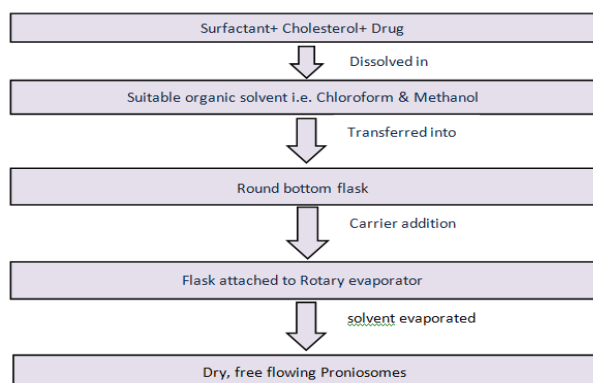 Surfactant+ Cholesterol+ Drug
Dissolved in
Suitable organic solvent i.e. Chloroform & Methanol
Transferred into
Round bottom flask
Carrier addition
Flask attached to Rotary evaporator
solvent evaporated
Dry, free flowing Proniosomes